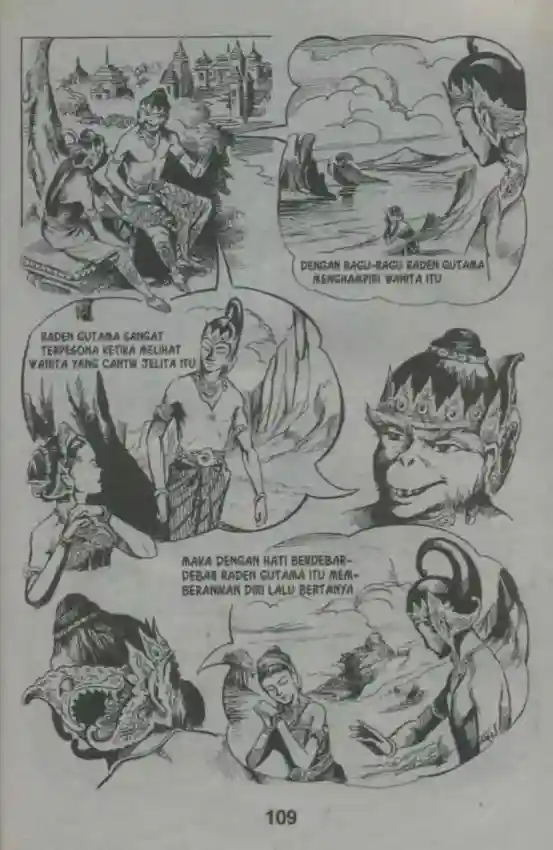 DENGAN RAGU-RAGU RADEN GUTAMA
MENGHAMPIRI WANITA ITU
RADEN GUTAMA SANGAT
TERPESONA KETIKA MELIHAT
WANITA YANG CANTIK JELITA ITU
MAKA DENGAN HATI BERDEBAR-
DEBAR RADEN GUTAMA ITU MEM-
BERANIKAN DIRI LALU BERTANYA
109